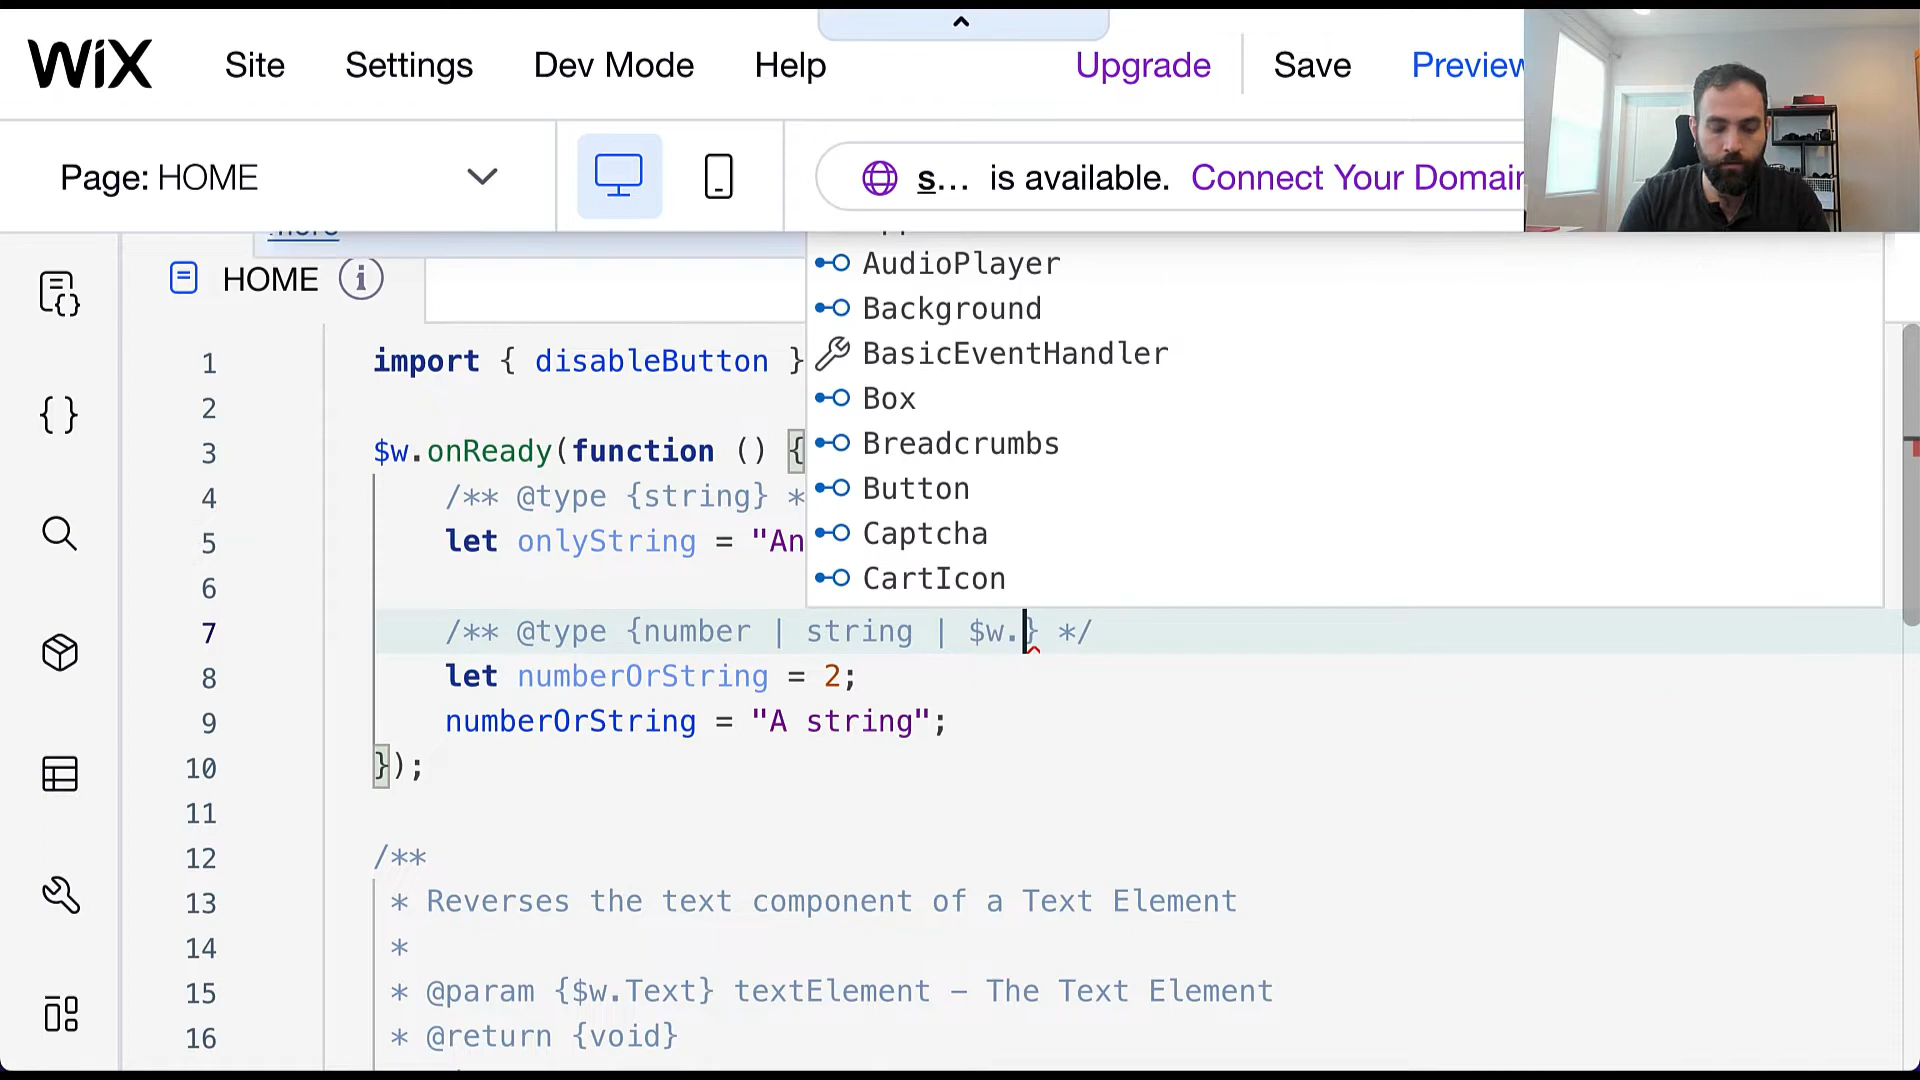 WiX Site Settings Dev Mode Help Upgrade Save Preview
Page: HOME s... is available. Connect Your Domain
HOME
AudioPlayer
Background
BasicEventHandler
Box
Breadcrumbs
Button
Captcha
CartIcon
1 import { disableButton }
2
3 $w.onReady(function () {
4 /** @type {string} *
5 let onlyString = "An
6
7 /** @type {number | string | $w.} */
8 let numberOrString = 2;
9 numberOrString = "A string";
10 });
11
12 /**
13 * Reverses the text component of a Text Element
14 *
15 * @param {$w.Text} textElement – The Text Element
16 * @return {void}